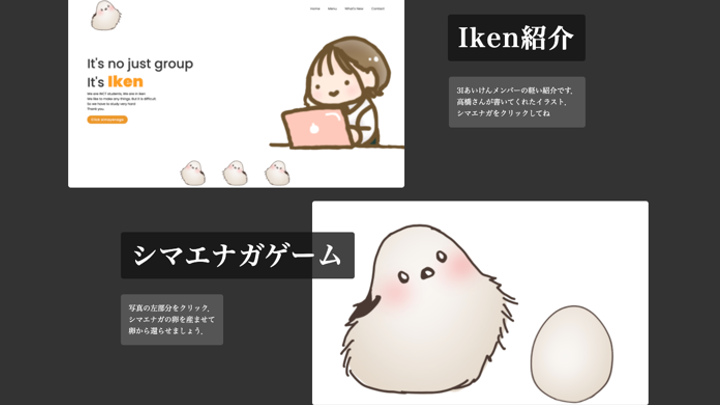 Home Menu What's New Contact
It's no just group
It's Iken
We are WCT students, We are in Iken
We like to make any things. But it is difficult
So we have to study very hard
Thank you.
Iken紹介
3Iあいけんメンバーの軽い紹介です。
高橋さんが書いてくれたイラスト。
シマエナガをクリックしてね
シマエナガゲーム
写真の左部分をクリック。
シマエナガの卵を産ませて
卵から還らせましょう。